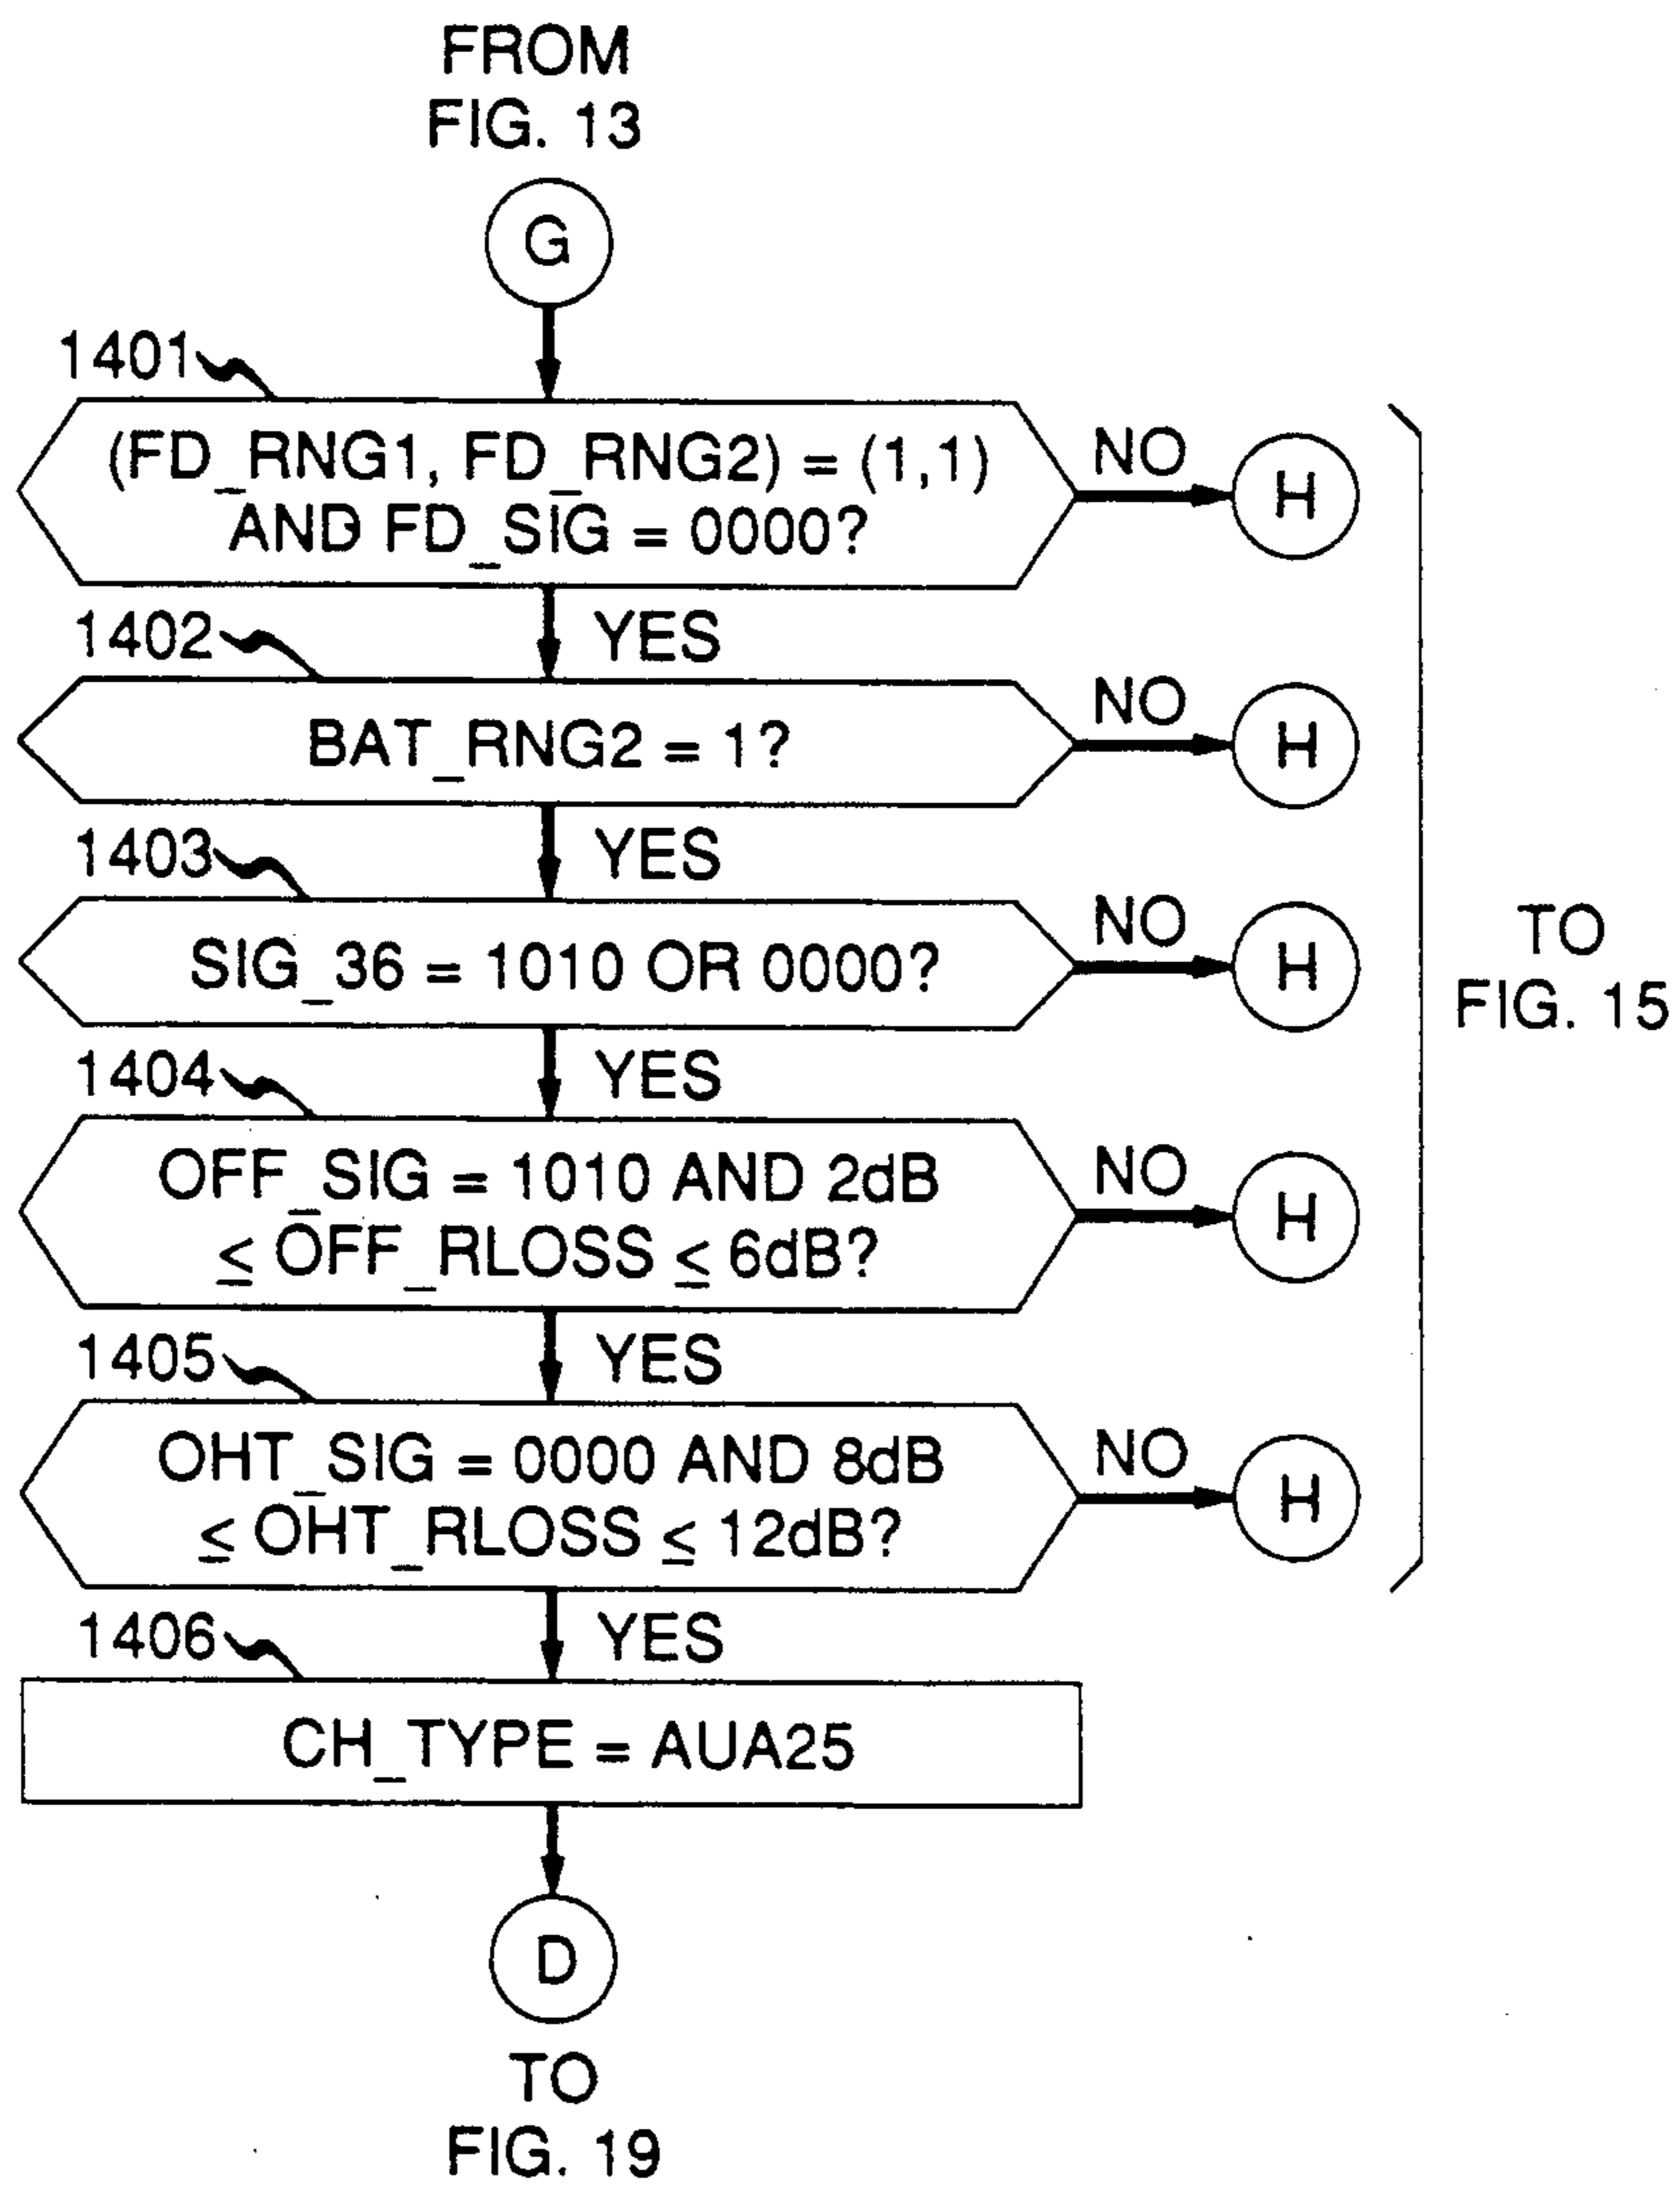 FROM
FIG. 13
G
1401
(FD_RNG1, FD_RNG2) = (1,1)
AND FD_SIG = 0000?
NO
H
YES
1402
BAT_RNG2 = 1?
NO
H
YES
1403
SIG_36 = 1010 OR 0000?
NO
H
TO
FIG. 15
YES
1404
OFF_SIG = 1010 AND 2dB
≤ OFF_RLOSS ≤ 6dB?
NO
H
YES
1405
OHT_SIG = 0000 AND 8dB
≤ OHT_RLOSS ≤ 12dB?
NO
H
YES
1406
CH_TYPE = AUA25
D
TO
FIG. 19